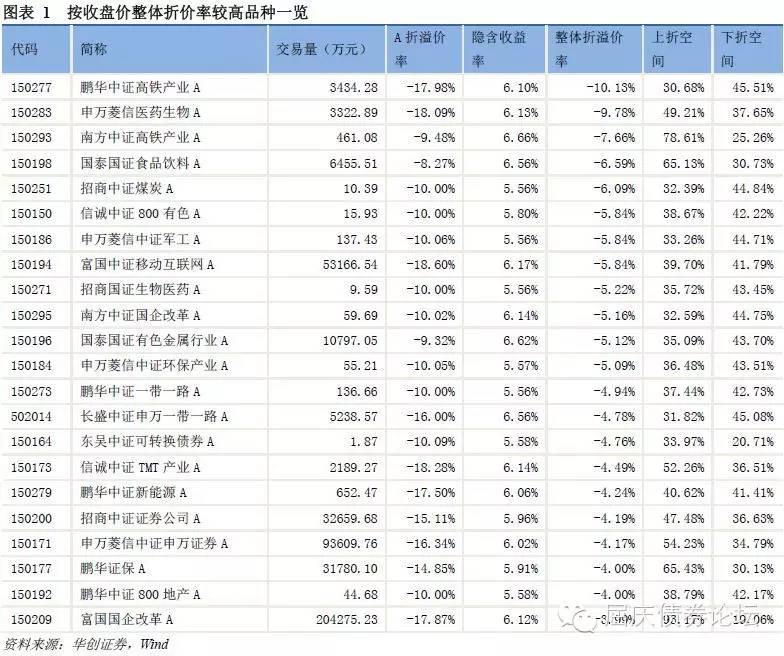 图表 1 按收盘价整体折价率较高品种一览
代码 简称 交易量（万元） A 折溢价率 隐含收益率 整体折溢价率 上折空间 下折空间
150277 鹏华中证高铁产业 A 3434.28 -17.98% 6.10% -10.13% 30.68% 45.51%
150283 申万菱信医药生物 A 3322.89 -18.09% 6.13% -9.78% 49.21% 37.65%
150293 南方中证高铁产业 A 461.08 -9.48% 6.66% -7.66% 78.61% 25.26%
150198 国泰国证食品饮料 A 6455.51 -8.27% 6.56% -6.59% 65.13% 30.73%
150251 招商中证煤炭 A 10.39 -10.00% 5.56% -6.09% 32.39% 44.84%
150150 信诚中证 800 有色 A 15.93 -10.00% 5.80% -5.84% 38.67% 42.22%
150186 申万菱信中证军工 A 137.43 -10.06% 5.56% -5.84% 33.26% 44.71%
150194 富国中证移动互联网 A 53166.54 -18.60% 6.17% -5.84% 39.70% 41.79%
150271 招商国证生物医药 A 9.59 -10.00% 5.56% -5.22% 35.72% 43.45%
150295 南方中证国企改革 A 59.69 -10.02% 6.14% -5.16% 32.59% 44.75%
150196 国泰国证有色金属行业 A 10797.05 -9.32% 6.62% -5.12% 35.09% 43.70%
150184 申万菱信中证环保产业 A 55.21 -10.05% 5.57% -5.09% 36.48% 43.51%
150273 鹏华中证一带一路 A 136.66 -10.00% 5.56% -4.94% 37.44% 42.73%
502014 长盛中证申万一带一路 A 5238.57 -16.00% 6.56% -4.78% 31.82% 45.08%
150164 东吴中证可转换债券 A 1.87 -10.09% 5.58% -4.76% 33.97% 20.71%
150173 信诚中证 TMT 产业 A 2189.27 -18.28% 6.14% -4.49% 52.26% 36.51%
150279 鹏华中证新能源 A 652.47 -17.50% 6.06% -4.24% 40.62% 41.41%
150200 招商中证证券公司 A 32659.68 -15.11% 5.96% -4.19% 47.48% 36.63%
150171 申万菱信中证申万证券 A 93609.76 -16.34% 6.02% -4.17% 54.23% 34.79%
150177 鹏华证保 A 31780.10 -14.85% 5.91% -4.00% 65.43% 30.13%
150192 鹏华中证 800 地产 A 44.68 -10.00% 5.58% -4.00% 38.79% 42.17%
150209 富国国企改革 A 204275.23 -17.87% 6.12% -3.99% 93.17% 19.06%
屈庆债券论坛
资料来源：华创证券，Wind